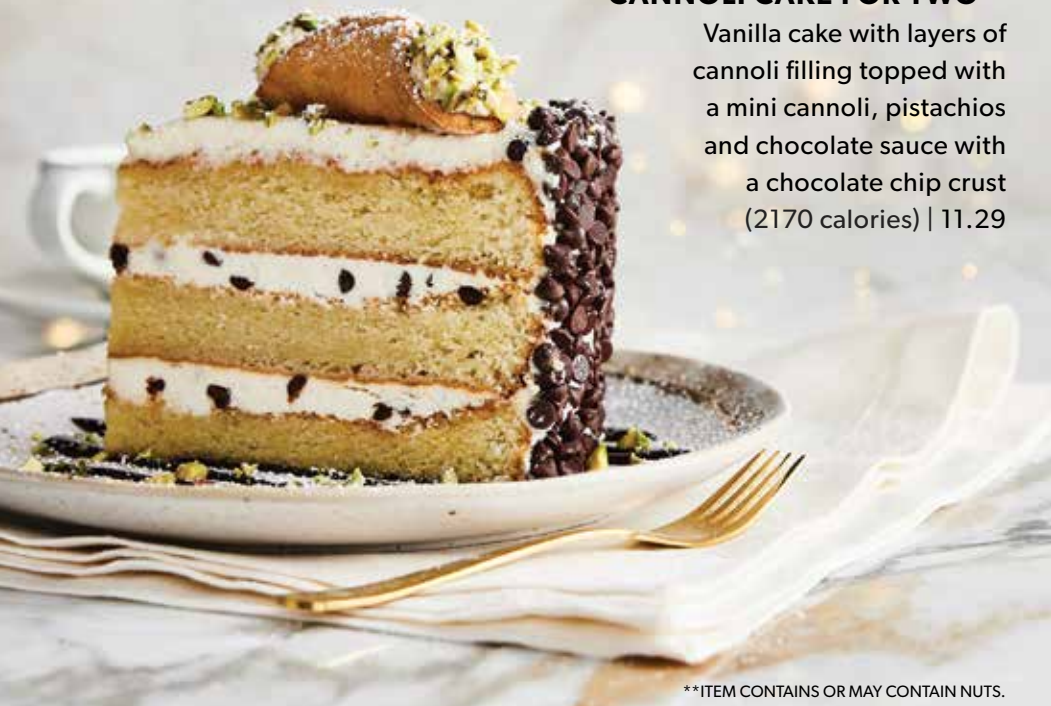 CANNOLI CAKE FOR TWO
Vanilla cake with layers of
cannoli filling topped with
a mini cannoli, pistachios
and chocolate sauce with
a chocolate chip crust
(2170 calories) | 11.29
**ITEM CONTAINS OR MAY CONTAIN NUTS.